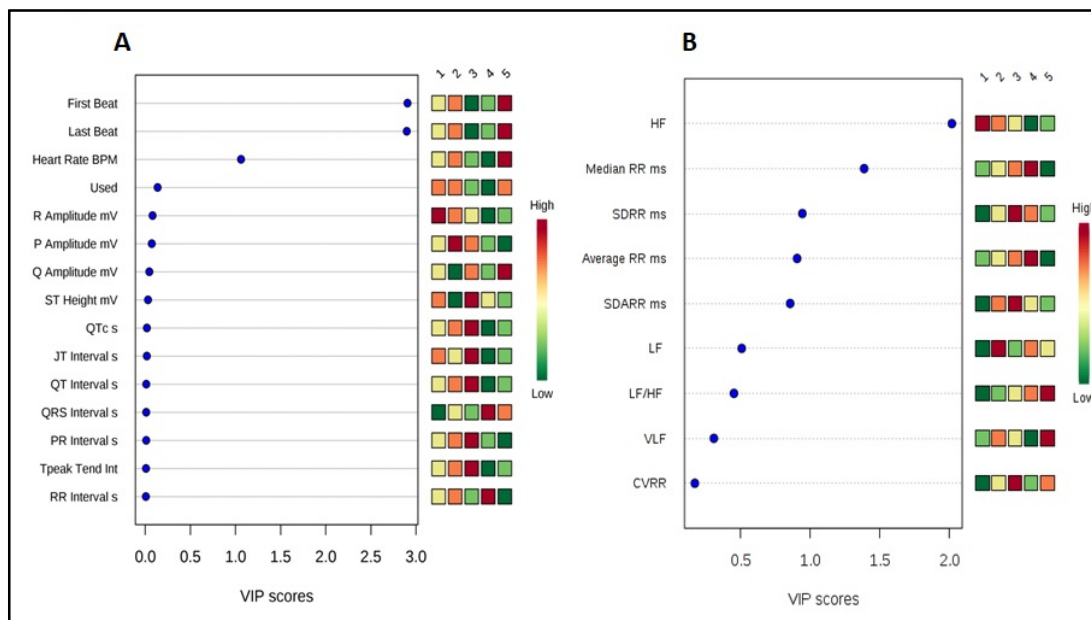 A
1 2 3 4 5
First Beat
Last Beat
Heart Rate BPM
Used
R Amplitude mV
P Amplitude mV
Q Amplitude mV
ST Height mV
QTc s
JT Interval s
QT Interval s
QRS Interval s
PR Interval s
Tpeak Tend Int
RR Interval s
High
Low
0.0 0.5 1.0 1.5 2.0 2.5 3.0
VIP scores
B
1 2 3 4 5
HF
Median RR ms
SDRR ms
Average RR ms
SDARR ms
LF
LF/HF
VLF
CVRR
High
Low
0.5 1.0 1.5 2.0
VIP scores